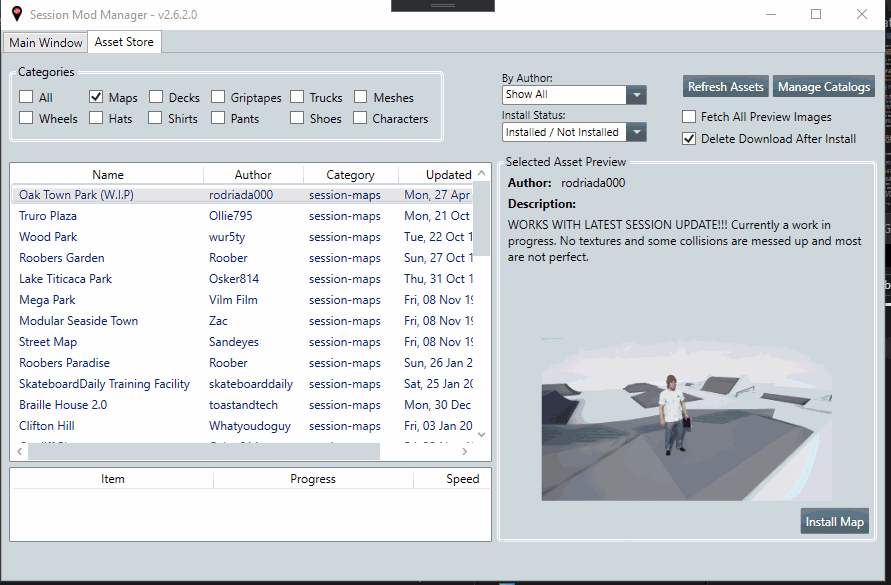 Session Mod Manager - v2.6.2.0
Main Window Asset Store
Categories
All Maps Decks Griptapes Trucks Meshes
Wheels Hats Shirts Pants Shoes Characters
By Author:
Show All
Install Status:
Installed / Not Installed
Refresh Assets Manage Catalogs
Fetch All Preview Images
Delete Download After Install
Name Author Category Updated
Oak Town Park (W.I.P) rodriada000 session-maps Mon, 27 Apr
Truro Plaza Ollie795 session-maps Mon, 21 Oct
Wood Park wur5ty session-maps Tue, 22 Oct 1
Roobers Garden Roober session-maps Sun, 27 Oct 1
Lake Titicaca Park Osker814 session-maps Thu, 31 Oct 1
Mega Park Vilm Film session-maps Fri, 08 Nov 19
Modular Seaside Town Zac session-maps Fri, 08 Nov 19
Street Map Sandeyes session-maps Fri, 08 Nov 19
Roobers Paradise Roober session-maps Sun, 26 Jan 2
SkateboardDaily Training Facility skateboarddaily session-maps Sat, 25 Jan 20
Braille House 2.0 toastandtech session-maps Mon, 30 Dec
Clifton Hill Whatyoudoguy session-maps Fri, 03 Jan 20
Item Progress Speed
Selected Asset Preview
Author: rodriada000
Description:
WORKS WITH LATEST SESSION UPDATE!!! Currently a work in
progress. No textures and some collisions are messed up and most
are not perfect.
Install Map